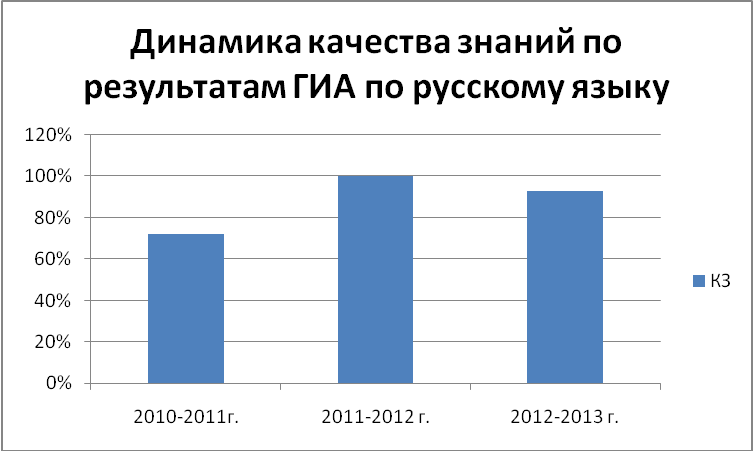 Динамика качества знаний по
результатам ГИА по русскому языку
120%
100%
80%
60%
40%
20%
0%
2010-2011г.
2011-2012 г.
2012-2013 г.
КЗ